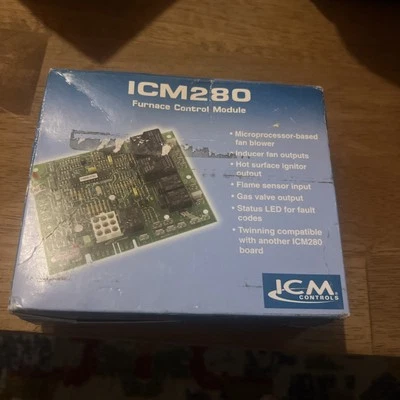 ICM280
Furnace Control Module
• Microprocessor-based
fan blower
• Inducer fan outputs
• Hot surface ignitor
output
• Flame sensor input
• Gas valve output
• Status LED for fault
codes
• Twinning compatible
with another ICM280
board
ICM
CONTROLS